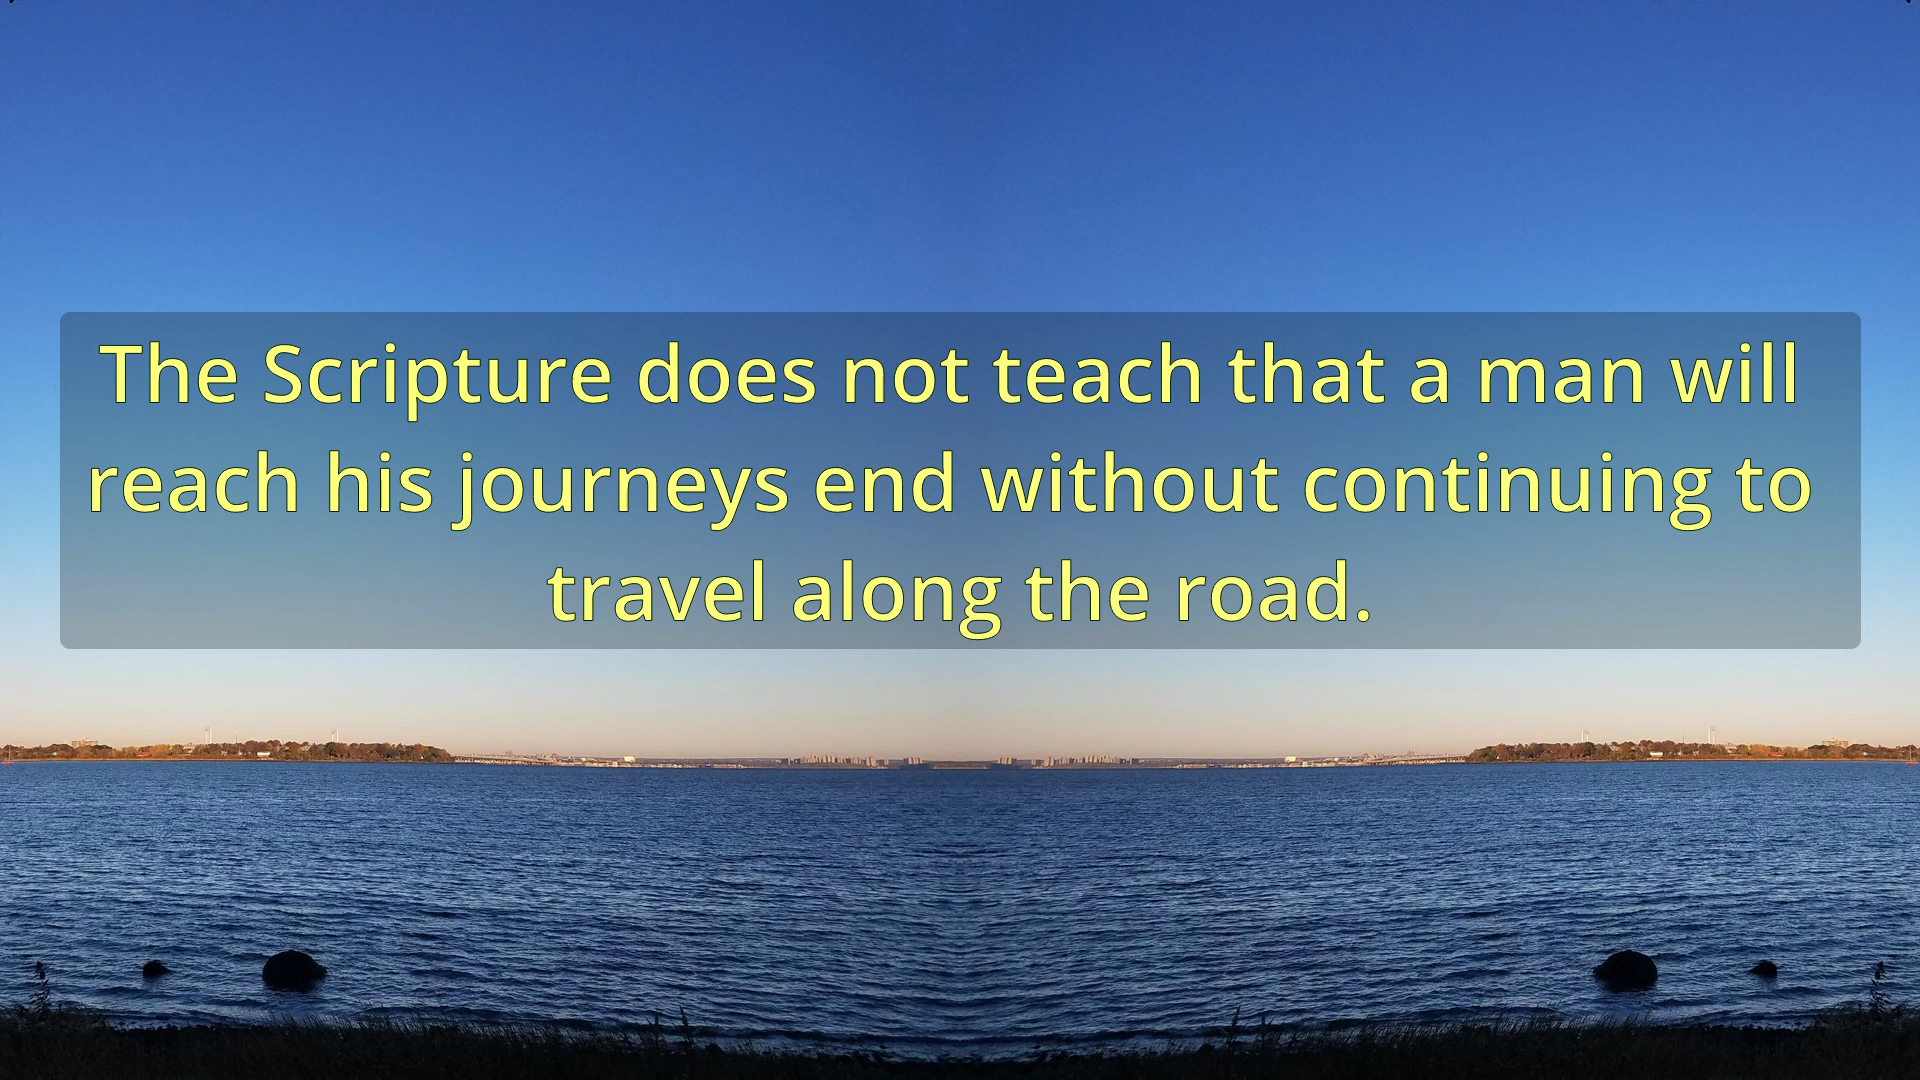 The Scripture does not teach that a man will
reach his journeys end without continuing to
travel along the road.